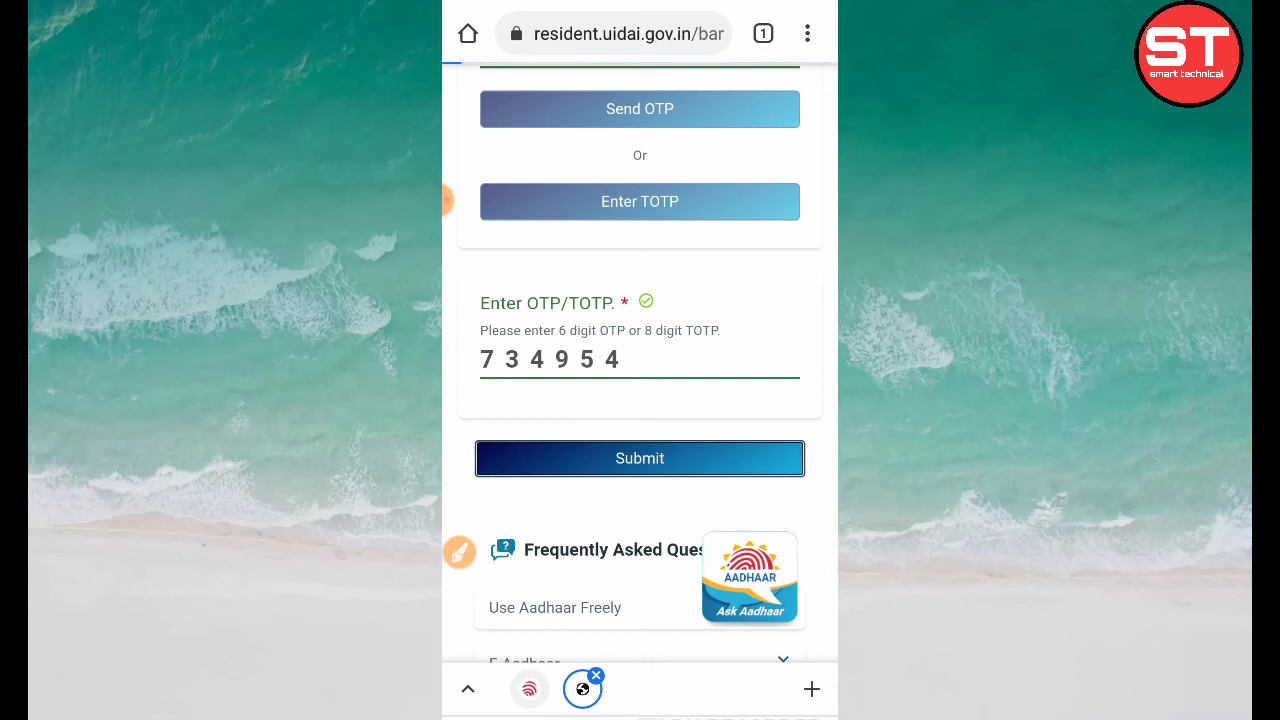 resident.uidai.gov.in/bar
1
ST
smart technical
Send OTP
Or
Enter TOTP
Enter OTP/TOTP. *
Please enter 6 digit OTP or 8 digit TOTP.
7 3 4 9 5 4
Submit
Frequently Asked Ques
AADHAAR
Ask Aadhaar
Use Aadhaar Freely
E-Aadhaar